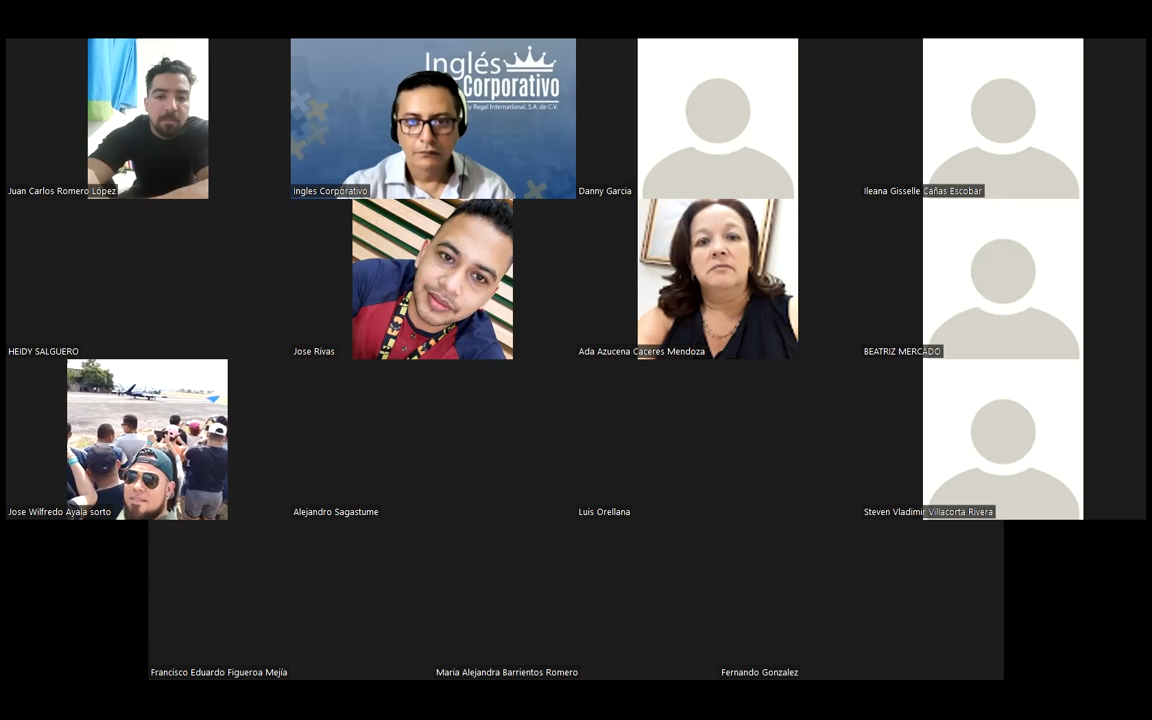 Inglés
Corporativo
y Regal International, S.A. de C.V.
Juan Carlos Romero López
Ingles Corporativo
Danny Garcia
Ileana Gisselle Cañas Escobar
HEIDY SALGUERO
Jose Rivas
Ada Azucena Caceres Mendoza
BEATRIZ MERCADO
Jose Wilfredo Ayala sorto
Alejandro Sagastume
Luis Orellana
Steven Vladimir Villacorta Rivera
Francisco Eduardo Figueroa Mejía
Maria Alejandra Barrientos Romero
Fernando Gonzalez